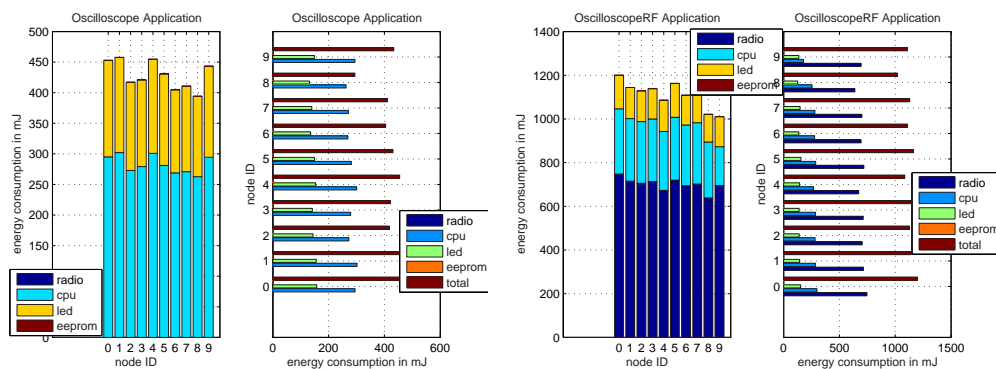 Oscilloscope Application
500
450
400
350
300
250
200
150
100
50
0
energy consumption in mJ
0 1 2 3 4 5 6 7 8 9
node ID
radio
cpu
led
eeprom
Oscilloscope Application
9
8
7
6
5
4
3
2
1
0
node ID
0 200 400 600
energy consumption in mJ
radio
cpu
led
eeprom
total
OscilloscopeRF Application
1400
1200
1000
800
600
400
200
0
energy consumption in mJ
0 1 2 3 4 5 6 7 8 9
node ID
radio
cpu
led
eeprom
OscilloscopeRF Application
9
8
7
6
5
4
3
2
1
0
node ID
0 500 1000 1500
energy consumption in mJ
radio
cpu
led
eeprom
total